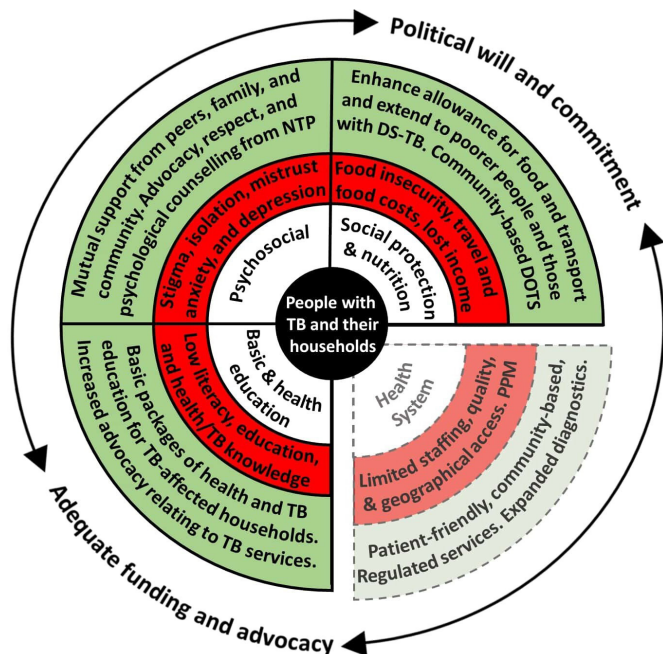 Political will and commitment
Mutual support from peers, family, and
community. Advocacy, respect, and
psychological counselling from NTP
Stigma, isolation, mistrust
anxiety, and depression
Psychosocial
Enhance allowance for food and transport
and extend to poorer people and those
with DS-TB. Community-based DOTS
Food insecurity, travel and
food costs, lost income
Social protection
& nutrition
People with
TB and their
households
Basic & health
education
Low literacy, education,
and health/TB knowledge
Basic packages of health and TB
education for TB-affected households.
Increased advocacy relating to TB services.
Health
System
Limited staffing, quality,
& geographical access. PPM
Patient-friendly, community-based,
Regulated services. Expanded diagnostics.
Adequate funding and advocacy